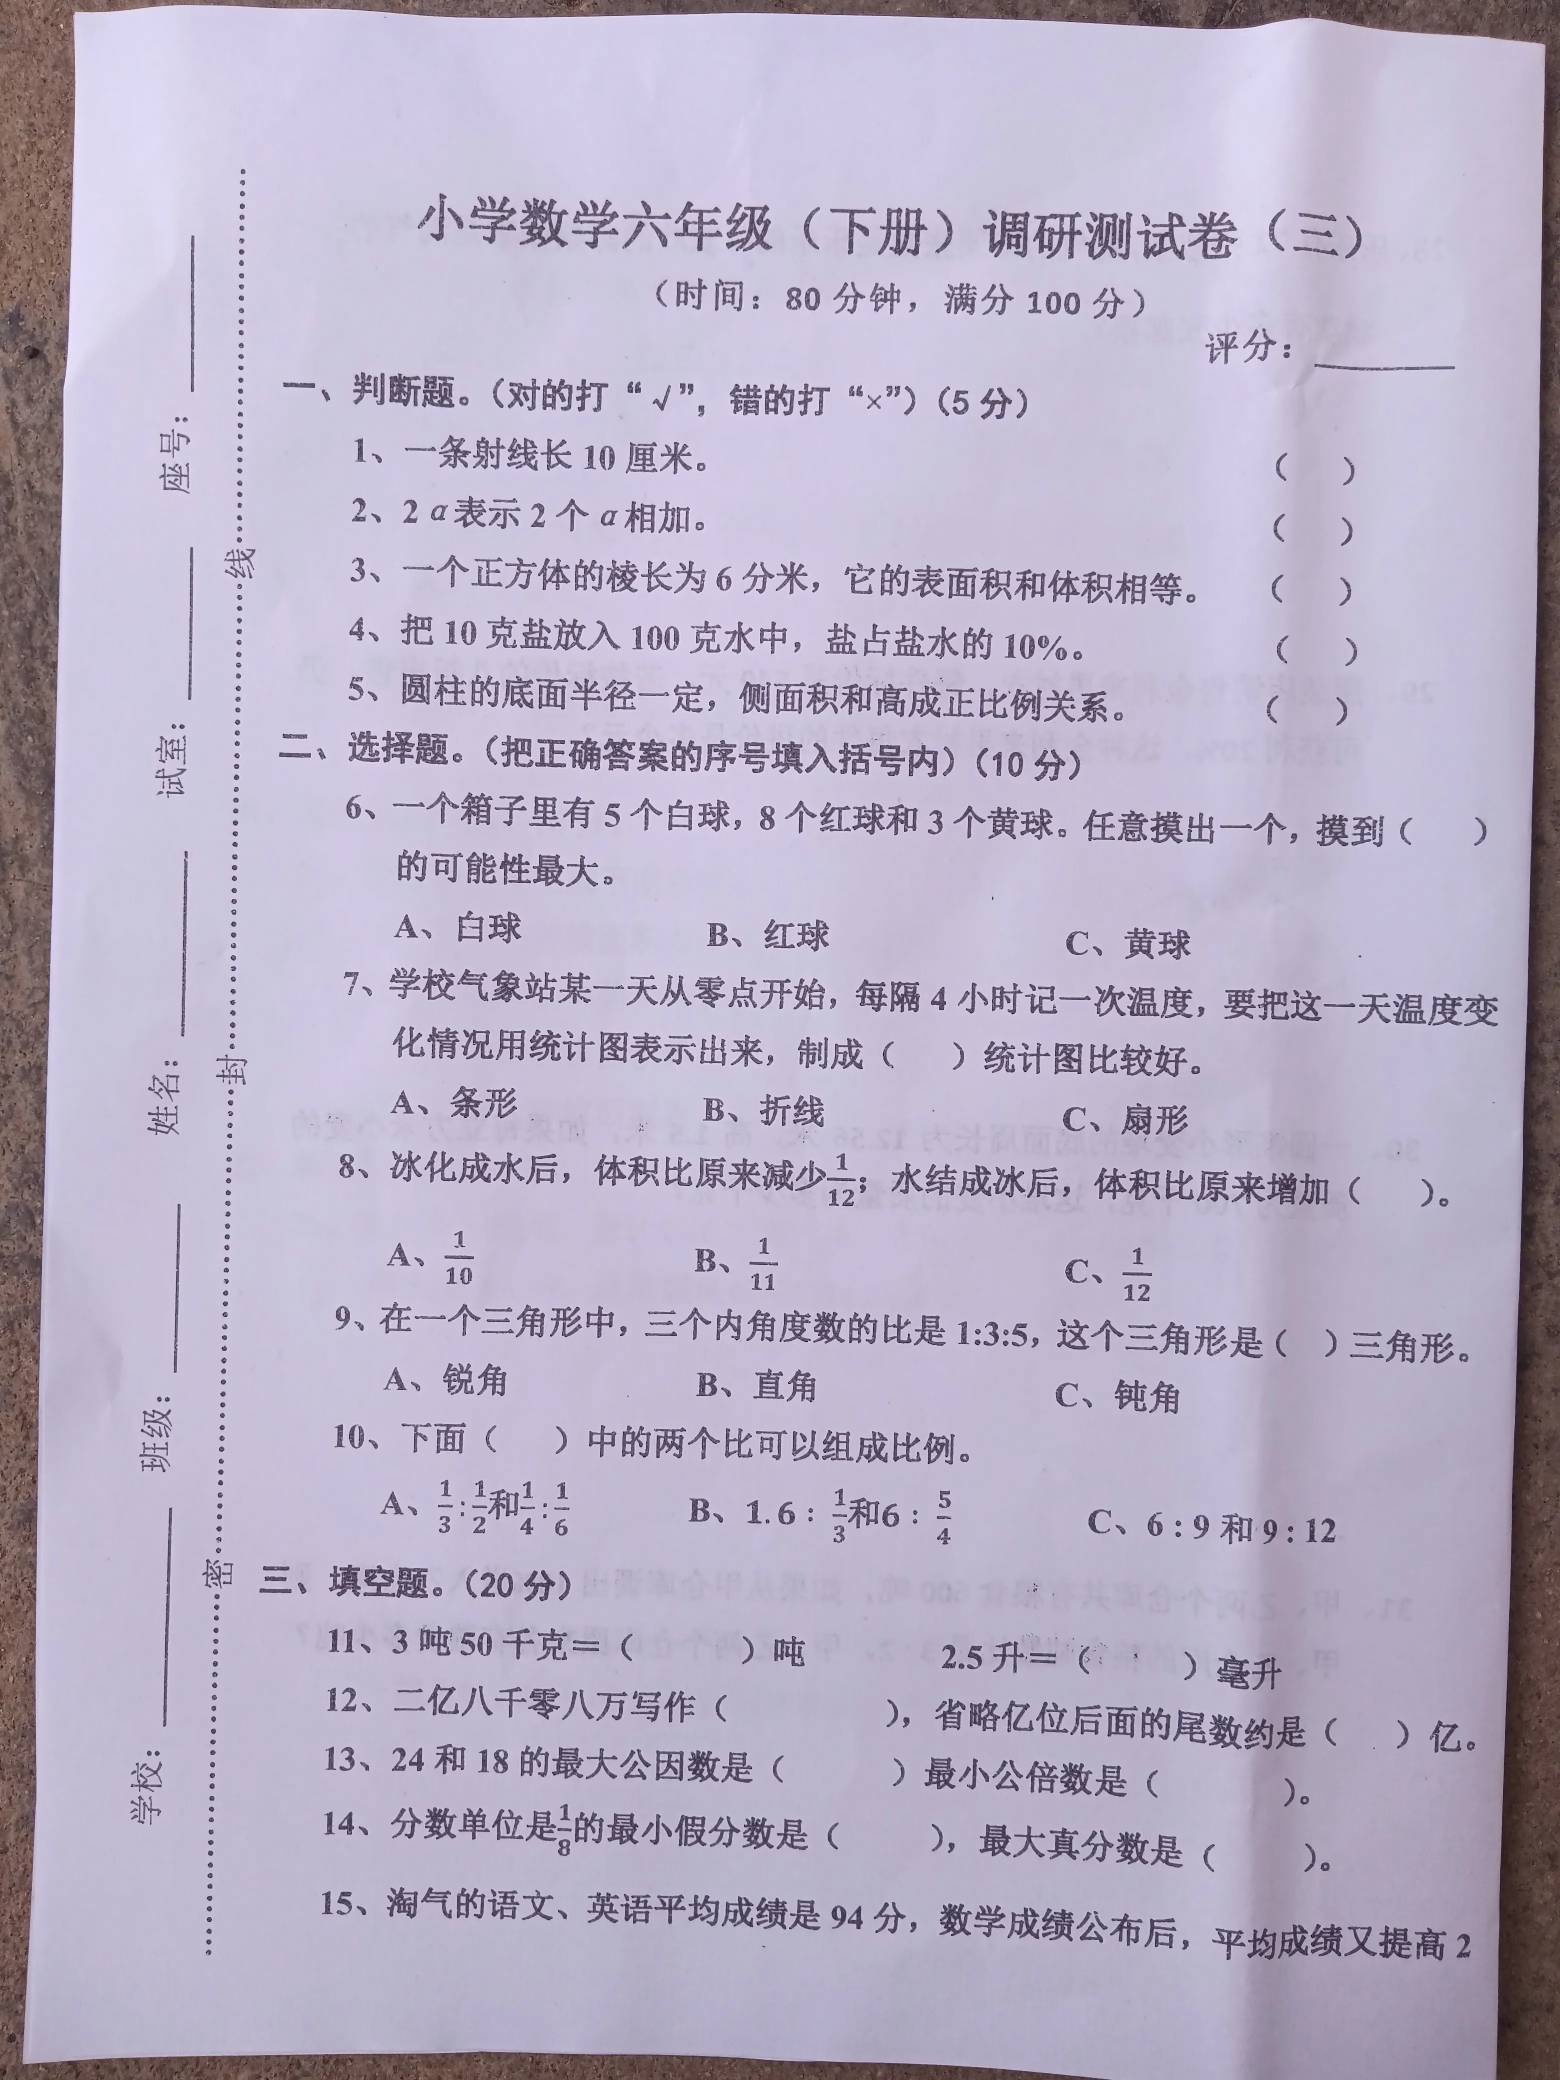 小学数学六年级（下册）调研测试卷（三）
（时间：80 分钟，满分 100 分）
评分：
一、判断题。（对的打“√”，错的打“×”）（5 分）
1、一条射线长 10 厘米。 （ ）
2、2 a 表示 2 个 a 相加。 （ ）
3、一个正方体的棱长为 6 分米，它的表面积和体积相等。 （ ）
4、把 10 克盐放入 100 克水中，盐占盐水的 10%。 （ ）
5、圆柱的底面半径一定，侧面积和高成正比例关系。 （ ）
二、选择题。（把正确答案的序号填入括号内）（10 分）
6、一个箱子里有 5 个白球，8 个红球和 3 个黄球。任意摸出一个，摸到（ ）
的可能性最大。
A、白球 B、红球 C、黄球
7、学校气象站某一天从零点开始，每隔 4 小时记一次温度，要把这一天温度变
化情况用统计图表示出来，制成（ ）统计图比较好。
A、条形 B、折线 C、扇形
8、冰化成水后，体积比原来减少1/12；水结成冰后，体积比原来增加（ ）。
A、1/10 B、1/11 C、1/12
9、在一个三角形中，三个内角度数的比是 1:3:5，这个三角形是（ ）三角形。
A、锐角 B、直角 C、钝角
10、下面（ ）中的两个比可以组成比例。
A、1/3:1/2和1/4:1/6 B、1.6：1/3和6：5/4 C、6 : 9 和 9 : 12
三、填空题。（20 分）
11、3 吨 50 千克＝（ ）吨 2.5 升＝（ ）毫升
12、二亿八千零八万写作（ ），省略亿位后面的尾数约是（ ）亿。
13、24 和 18 的最大公因数是（ ）最小公倍数是（ ）。
14、分数单位是1/8的最小假分数是（ ），最大真分数是（ ）。
15、淘气的语文、英语平均成绩是 94 分，数学成绩公布后，平均成绩又提高 2
学校： 班级： 姓名： 试室： 座号：
密 封 线